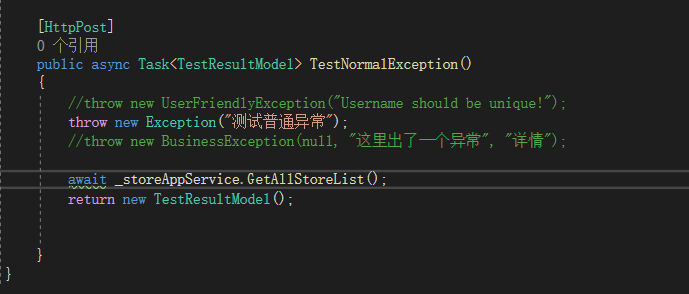 [HttpPost]
0 个引用
public async Task<TestResultModel> TestNormalException()
{
//throw new UserFriendlyException("Username should be unique!");
throw new Exception("测试普通异常");
//throw new BusinessException(null, "这里出了一个异常", "详情");
await _storeAppService.GetAllStoreList();
return new TestResultModel();
}
}